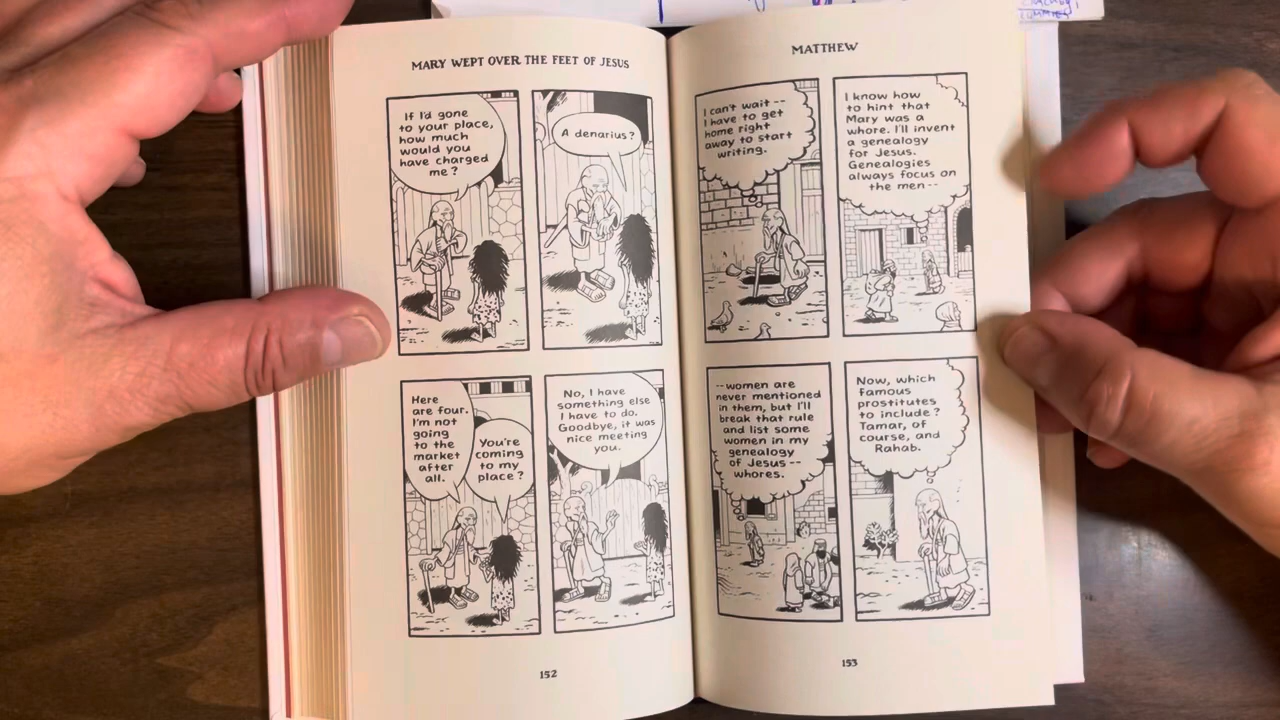 MARY WEPT OVER THE FEET OF JESUS
If I'd gone
to your place,
how much
would you
have charged
me?
A denarius?
Here
are four.
I'm not
going
to the
market
after
all.
You're
coming
to my
place?
No, I have
something else
I have to do.
Goodbye, it was
nice meeting
you.
152
MATTHEW
I can't wait --
I have to get
home right
away to start
writing.
I know how
to hint that
Mary was a
whore. I'll invent
a genealogy
for Jesus.
Genealogies
always focus on
the men --
-- women are
never mentioned
in them, but I'll
break that rule
and list some
women in my
genealogy
of Jesus --
whores.
Now, which
famous
prostitutes
to include?
Tamar, of
course, and
Rahab.
153